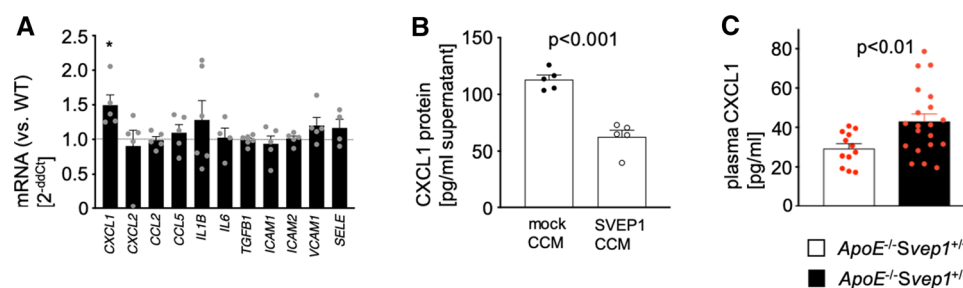 A
mRNA (vs. WT)
[2-ddCt]
2.5
2.0
1.5
1.0
0.5
0
*
CXCL1
CXCL2
CCL2
CCL5
IL1B
IL6
TGFB1
ICAM1
ICAM2
VCAM1
SELE
B
CXCL1 protein
[pg/ml supernatant]
150
100
50
0
p<0.001
mock
CCM
SVEP1
CCM
C
plasma CXCL1
[pg/ml]
80
60
40
20
0
p<0.01
ApoE-/-Svep1+/
ApoE-/-Svep1+/